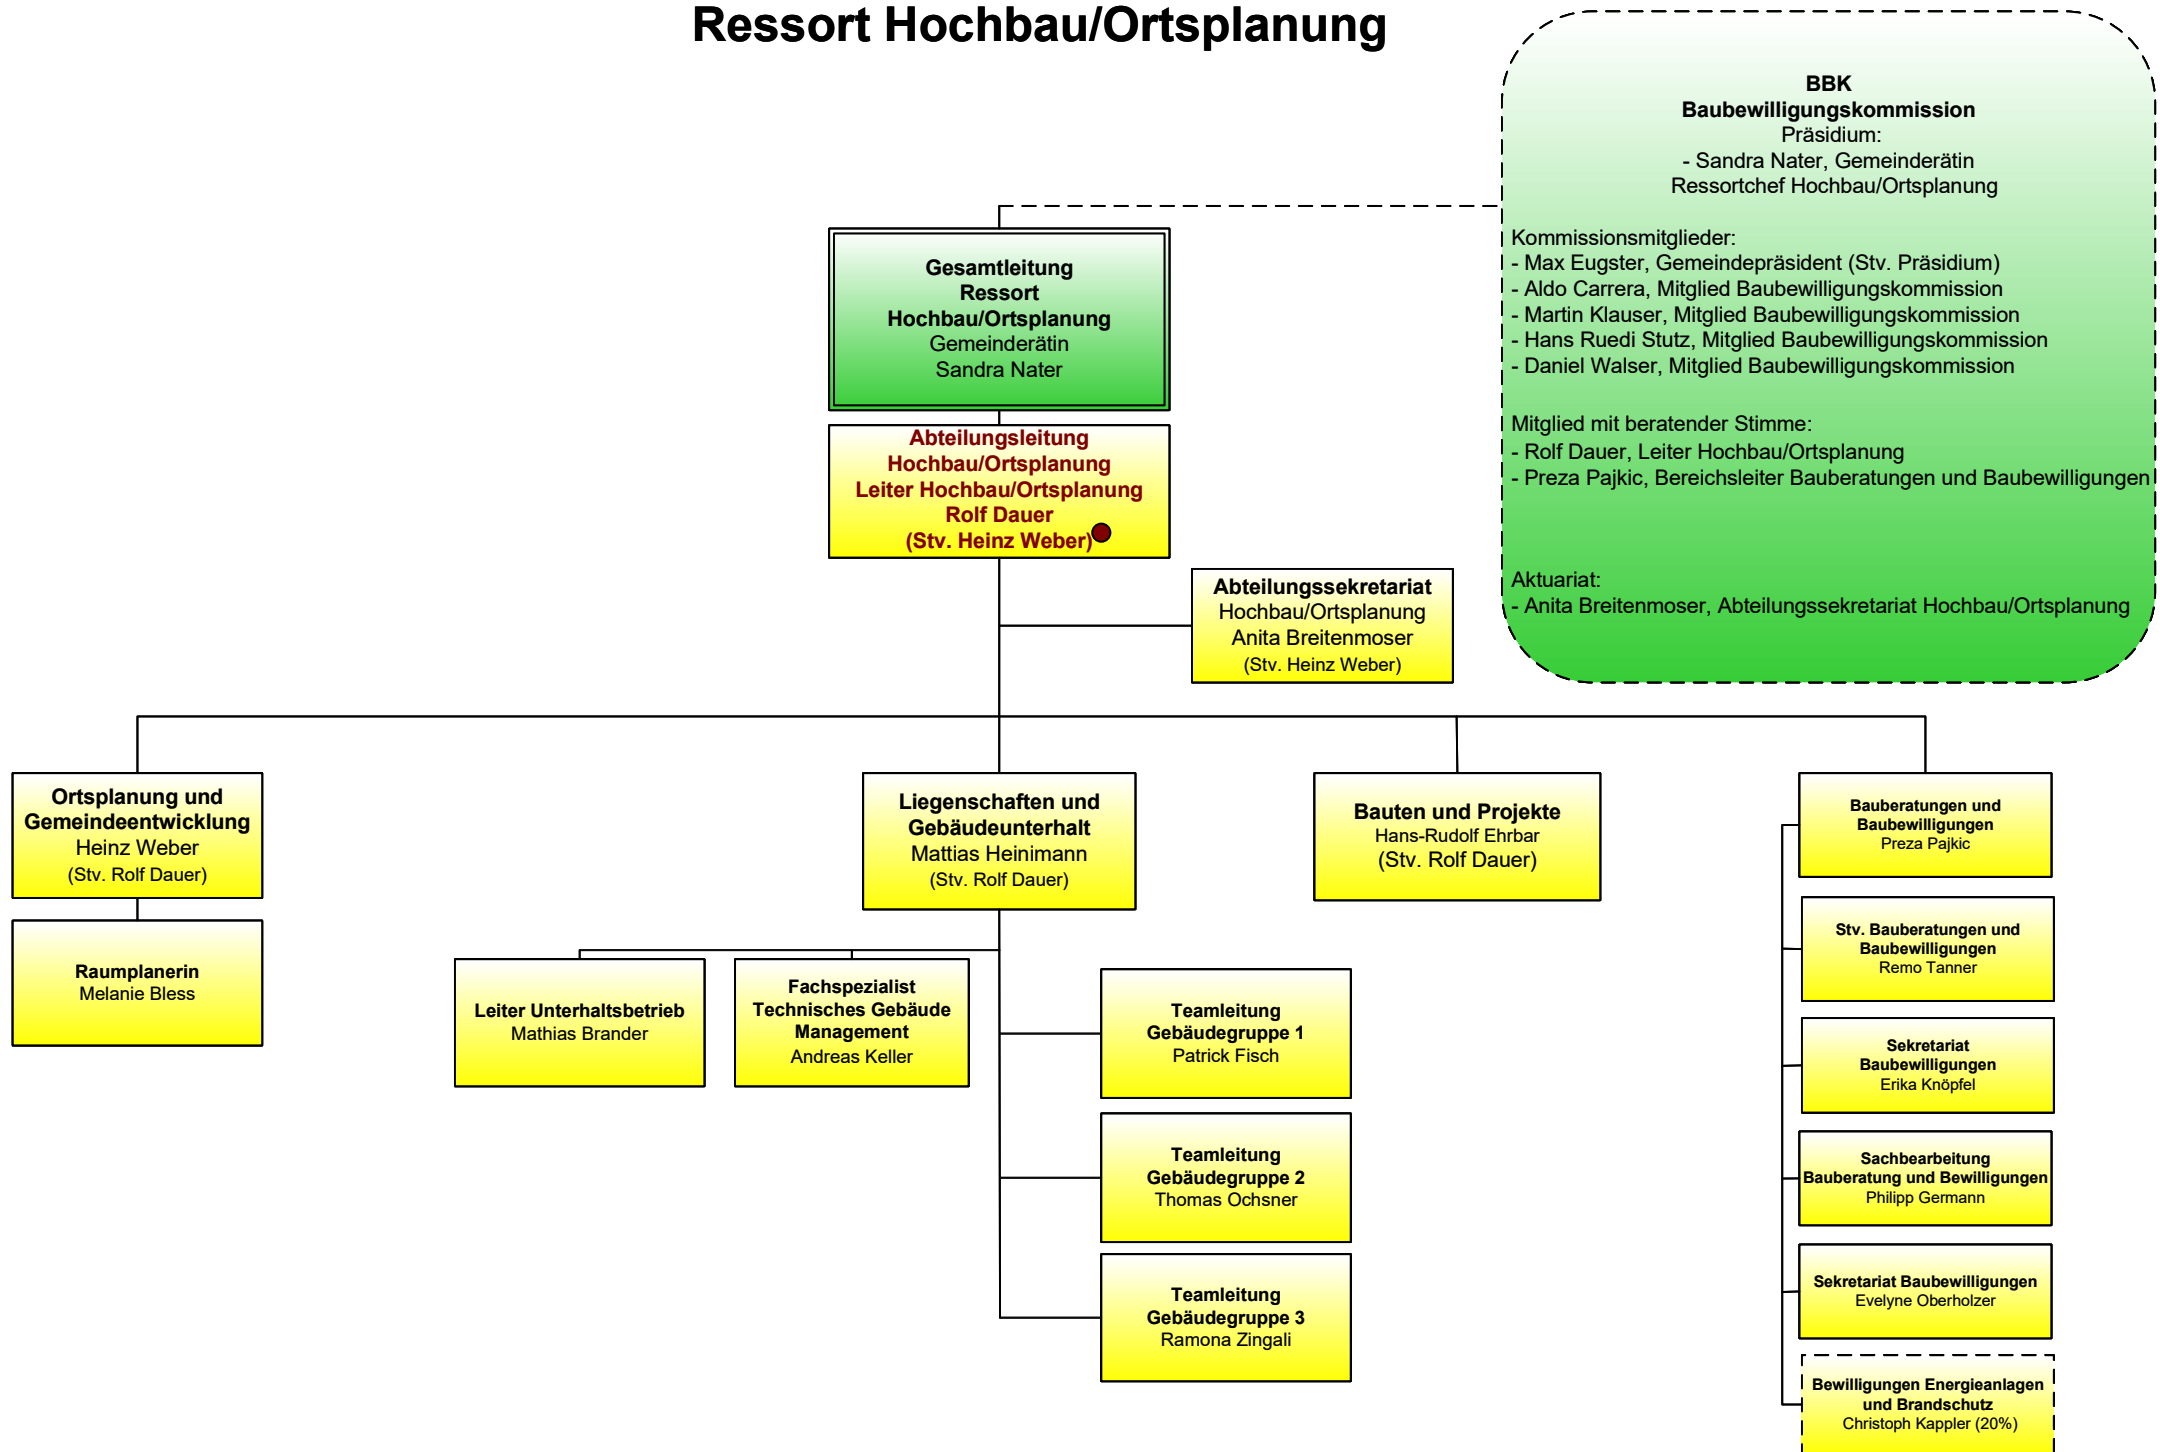 Ressort Hochbau/Ortsplanung
BBK
Baubewilligungskommission
Präsidium:
- Sandra Nater, Gemeinderätin
Ressortchef Hochbau/Ortsplanung
Kommissionsmitglieder:
- Max Eugster, Gemeindepräsident (Stv. Präsidium)
- Aldo Carrera, Mitglied Baubewilligungskommission
- Martin Klauser, Mitglied Baubewilligungskommission
- Hans Ruedi Stutz, Mitglied Baubewilligungskommission
- Daniel Walser, Mitglied Baubewilligungskommission
Mitglied mit beratender Stimme:
- Rolf Dauer, Leiter Hochbau/Ortsplanung
- Preza Pajkic, Bereichsleiter Bauberatungen und Baubewilligungen
Aktuariat:
- Anita Breitenmoser, Abteilungssekretariat Hochbau/Ortsplanung
Gesamtleitung
Ressort
Hochbau/Ortsplanung
Gemeinderätin
Sandra Nater
Abteilungsleitung
Hochbau/Ortsplanung
Leiter Hochbau/Ortsplanung
Rolf Dauer
(Stv. Heinz Weber)
Abteilungssekretariat
Hochbau/Ortsplanung
Anita Breitenmoser
(Stv. Heinz Weber)
Ortsplanung und
Gemeindeentwicklung
Heinz Weber
(Stv. Rolf Dauer)
Raumplanerin
Melanie Bless
Liegenschaften und
Gebäudeunterhalt
Mattias Heinimann
(Stv. Rolf Dauer)
Leiter Unterhaltsbetrieb
Mathias Brander
Fachspezialist
Technisches Gebäude
Management
Andreas Keller
Teamleitung
Gebäudegruppe 1
Patrick Fisch
Teamleitung
Gebäudegruppe 2
Thomas Ochsner
Teamleitung
Gebäudegruppe 3
Ramona Zingali
Bauten und Projekte
Hans-Rudolf Ehrbar
(Stv. Rolf Dauer)
Bauberatungen und
Baubewilligungen
Preza Pajkic
Stv. Bauberatungen und
Baubewilligungen
Remo Tanner
Sekretariat
Baubewilligungen
Erika Knöpfel
Sachbearbeitung
Bauberatung und Bewilligungen
Philipp Germann
Sekretariat Baubewilligungen
Evelyne Oberholzer
Bewilligungen Energieanlagen
und Brandschutz
Christoph Kappler (20%)